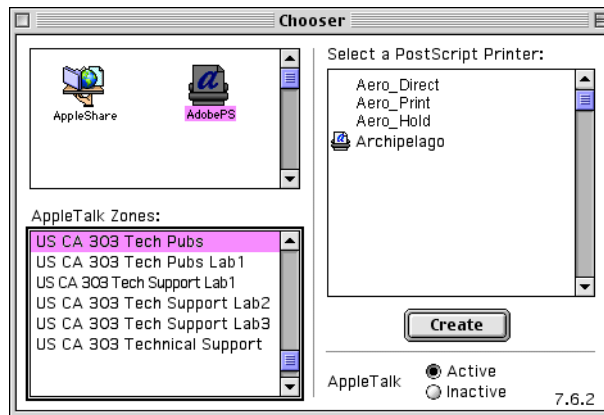 Chooser
AppleShare
AdobePS
AppleTalk Zones:
US CA 303 Tech Pubs
US CA 303 Tech Pubs Lab1
US CA 303 Tech Support Lab1
US CA 303 Tech Support Lab2
US CA 303 Tech Support Lab3
US CA 303 Technical Support
Select a PostScript Printer:
Aero_Direct
Aero_Print
Aero_Hold
Archipelago
Create
AppleTalk
Active
Inactive
7.6.2